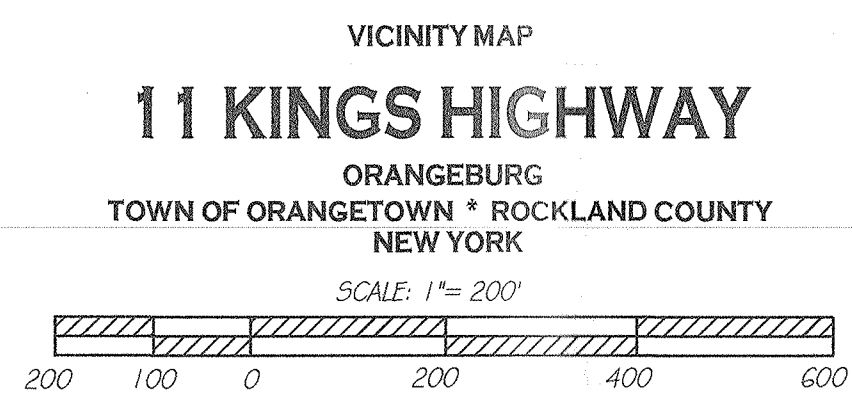 VICINITY MAP
11 KINGS HIGHWAY
ORANGEBURG
TOWN OF ORANGETOWN * ROCKLAND COUNTY
NEW YORK
SCALE: 1"= 200'
200 100 0 200 400 600